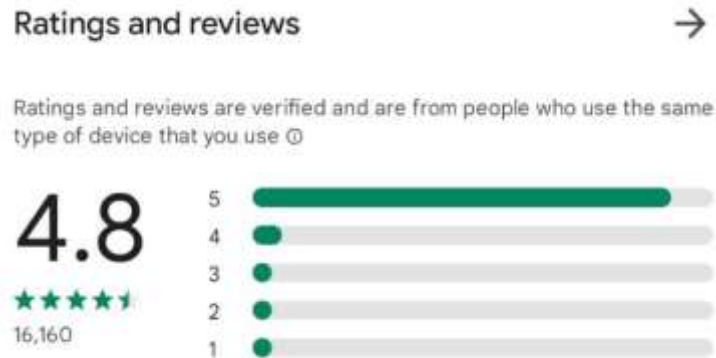 Ratings and reviews
Ratings and reviews are verified and are from people who use the same
type of device that you use
4.8
16,160
5
4
3
2
1